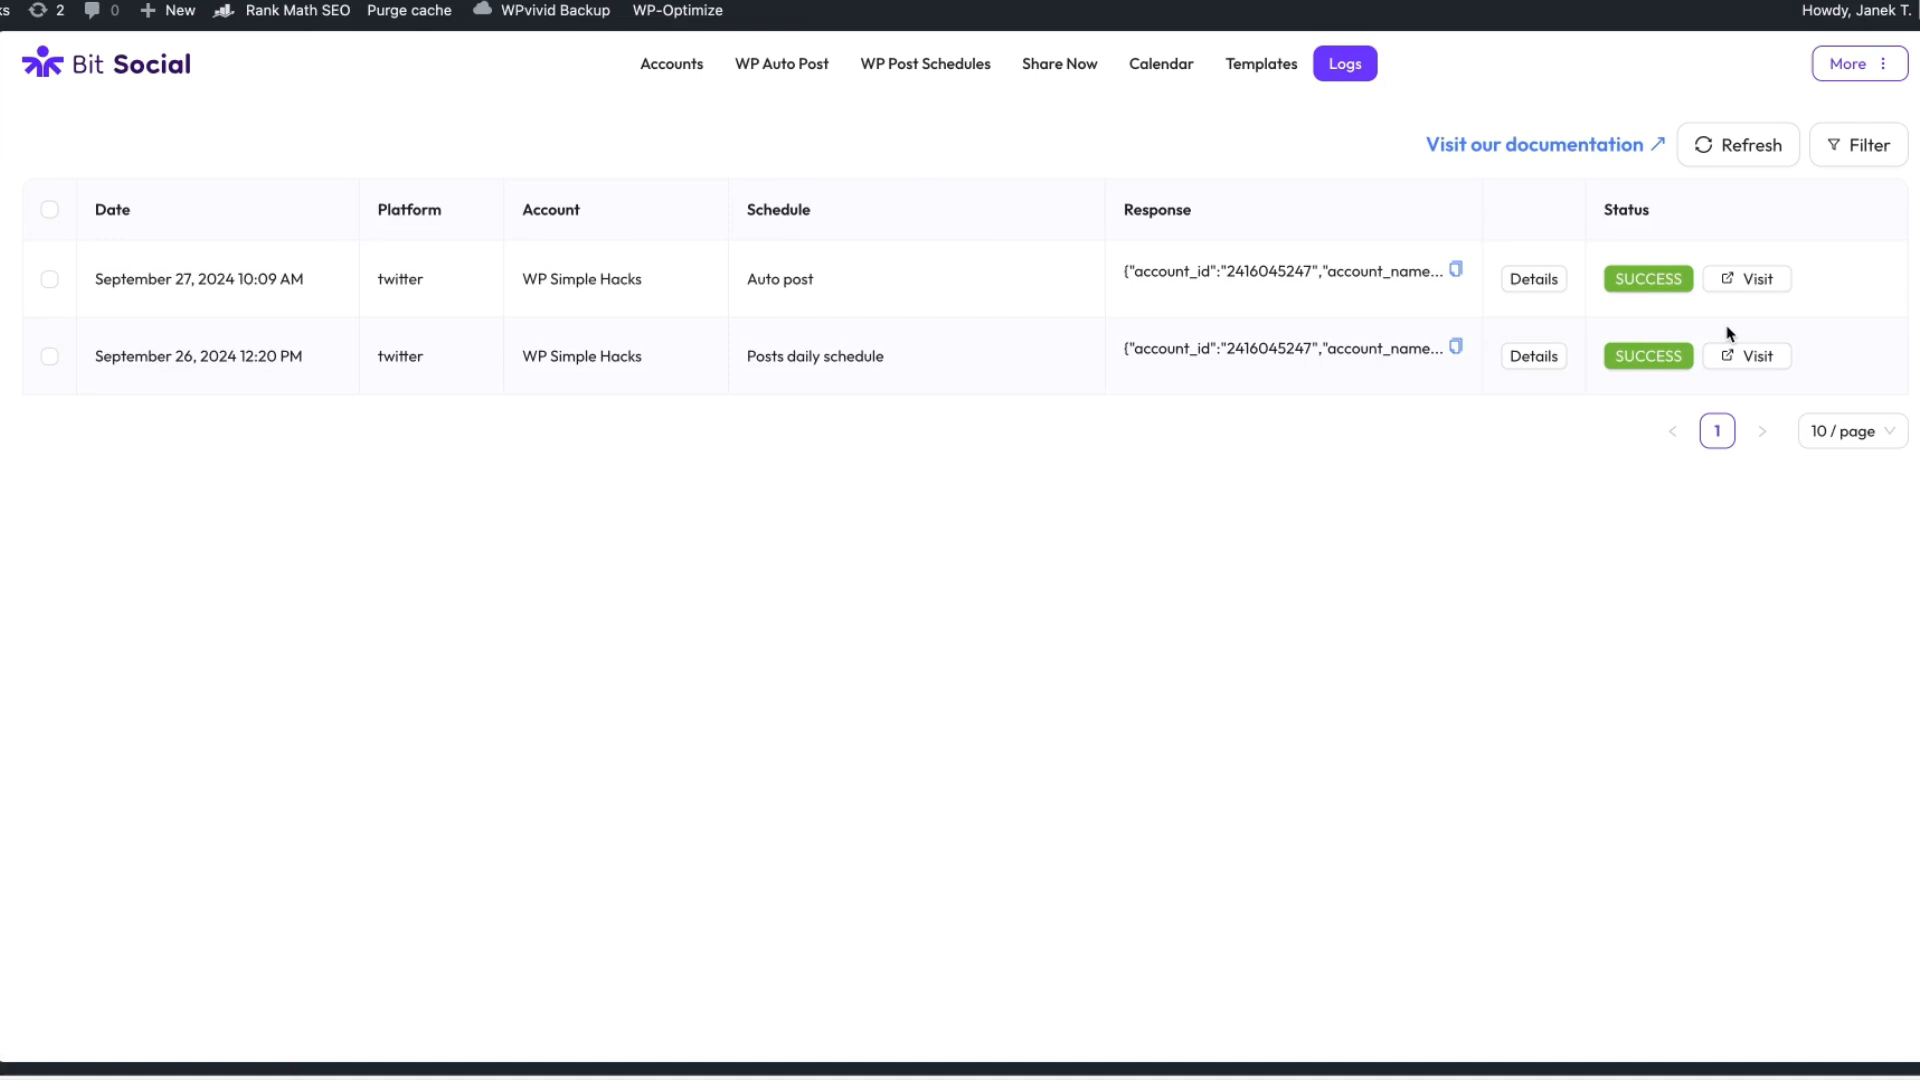 ks 2 0 New Rank Math SEO Purge cache WPvivid Backup WP-Optimize Howdy, Janek T.
Bit Social Accounts WP Auto Post WP Post Schedules Share Now Calendar Templates Logs More
Visit our documentation ↗ Refresh Filter
Date Platform Account Schedule Response Status
September 27, 2024 10:09 AM twitter WP Simple Hacks Auto post {"account_id":"2416045247","account_name... Details SUCCESS Visit
September 26, 2024 12:20 PM twitter WP Simple Hacks Posts daily schedule {"account_id":"2416045247","account_name... Details SUCCESS Visit
< 1 > 10 / page